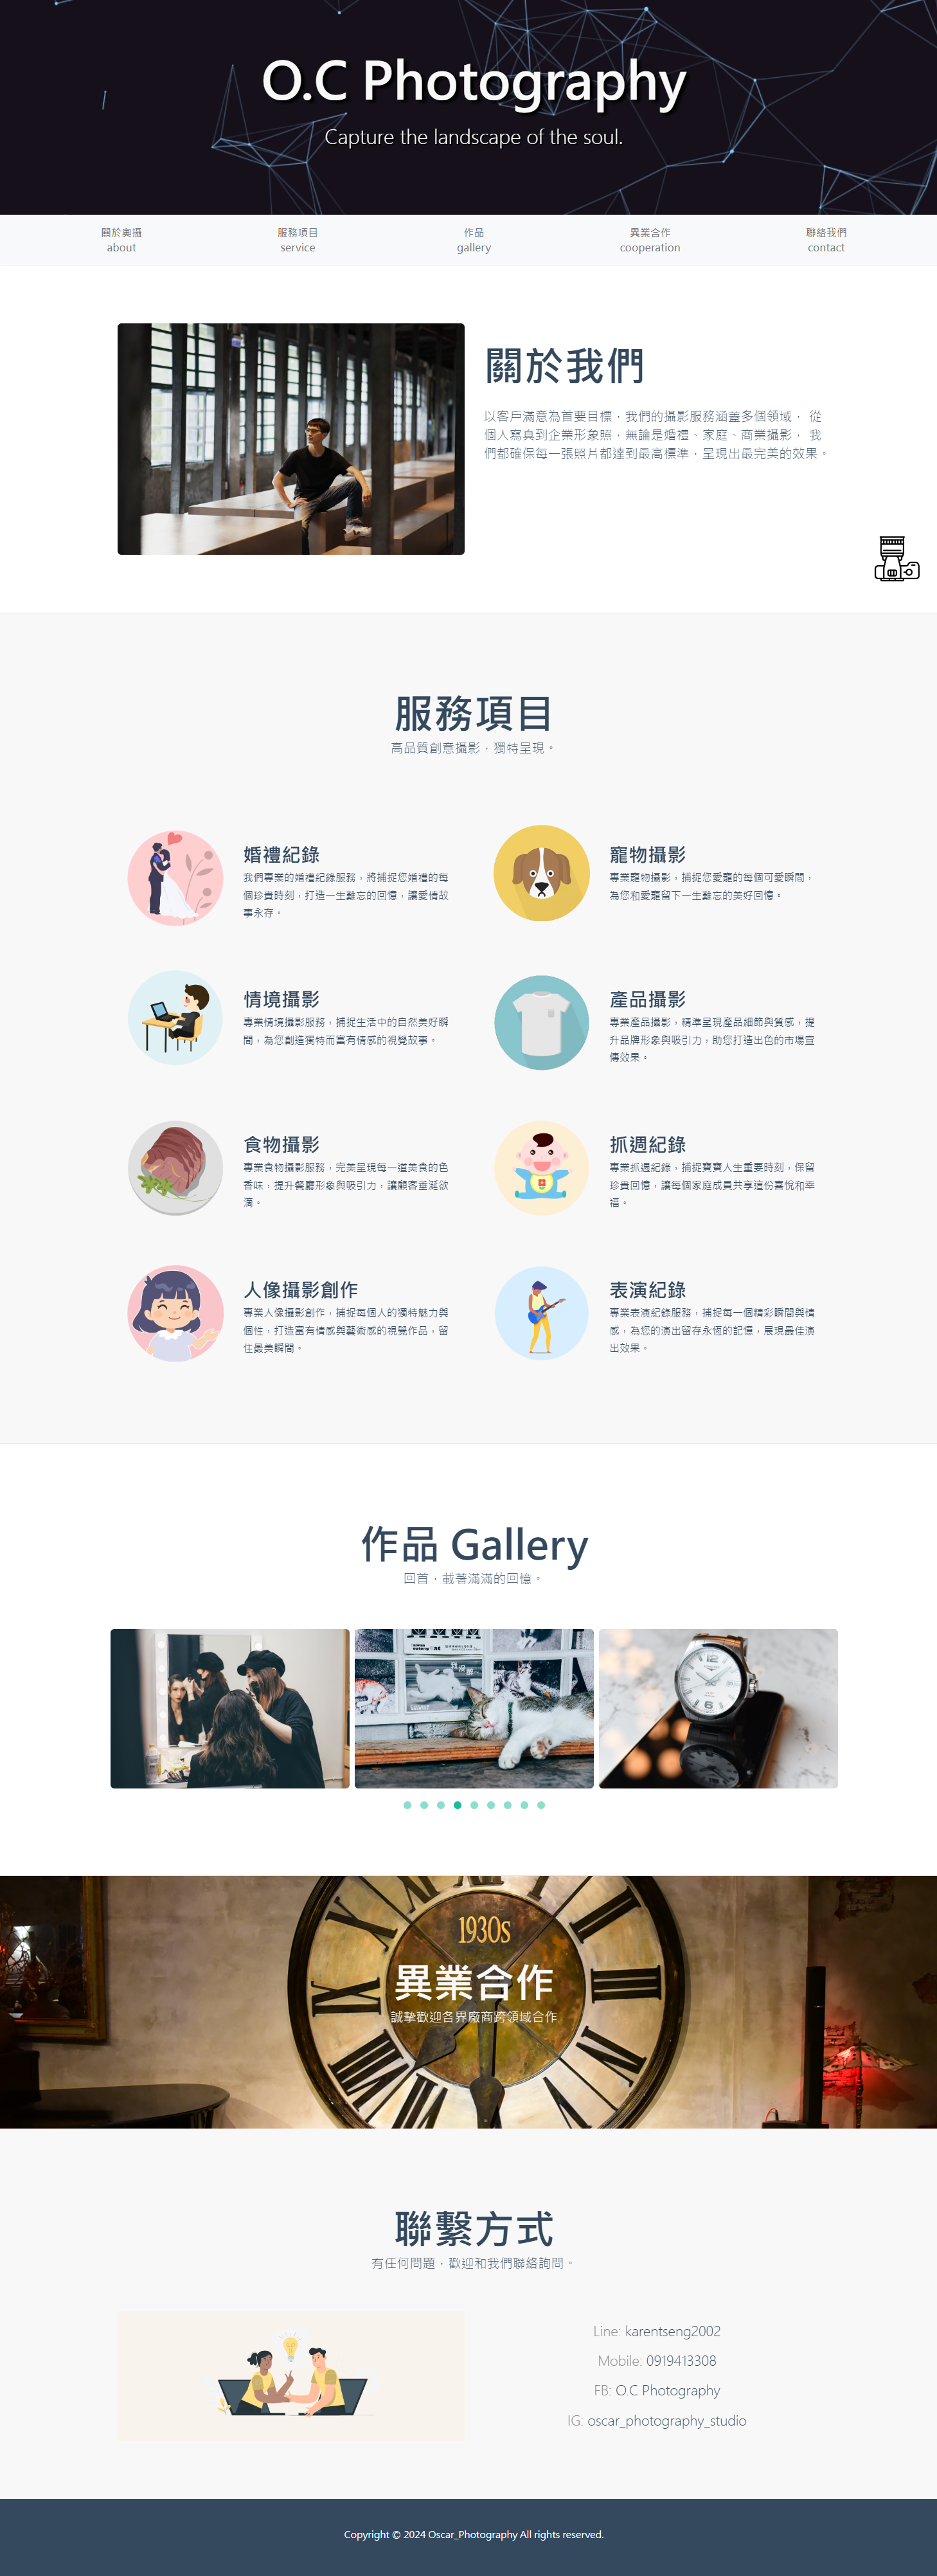 O.C Photography
Capture the landscape of the soul.
關於奧攝
about
服務項目
service
作品
gallery
異業合作
cooperation
聯絡我們
contact
關於我們
以客戶滿意為首要目標，我們的攝影服務涵蓋多個領域， 從
個人寫真到企業形象照，無論是婚禮、家庭、商業攝影， 我
們都確保每一張照片都達到最高標準，呈現出最完美的效果。
服務項目
高品質創意攝影，獨特呈現。
婚禮紀錄
我們專業的婚禮紀錄服務，將捕捉您婚禮的每
個珍貴時刻，打造一生難忘的回憶，讓愛情故
事永存。
寵物攝影
專業寵物攝影，捕捉您愛寵的每個可愛瞬間，
為您和愛寵留下一生難忘的美好回憶。
情境攝影
專業情境攝影服務，捕捉生活中的自然美好瞬
間，為您創造獨特而富有情感的視覺故事。
產品攝影
專業產品攝影，精準呈現產品細節與質感，提
升品牌形象與吸引力，助您打造出色的市場宣
傳效果。
食物攝影
專業食物攝影服務，完美呈現每一道美食的色
香味，提升餐廳形象與吸引力，讓顧客垂涎欲
滴。
抓週紀錄
專業抓週紀錄，捕捉寶寶人生重要時刻，保留
珍貴回憶，讓每個家庭成員共享這份喜悅和幸
福。
人像攝影創作
專業人像攝影創作，捕捉每個人的獨特魅力與
個性，打造富有情感與藝術感的視覺作品，留
住最美瞬間。
表演紀錄
專業表演紀錄服務，捕捉每一個精彩瞬間與情
感，為您的演出留存永恆的記憶，展現最佳演
出效果。
作品 Gallery
回首，戡著滿滿的回憶。
1930s
異業合作
誠摯歡迎各界廠商跨領域合作
聯繫方式
有任何問題，歡迎和我們聯絡詢問。
Line: karentseng2002
Mobile: 0919413308
FB: O.C Photography
IG: oscar_photography_studio
Copyright © 2024 Oscar_Photography All rights reserved.